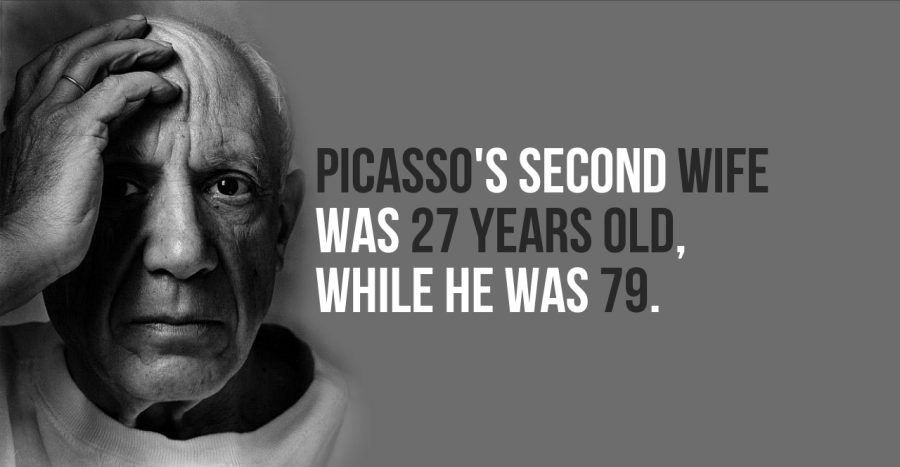 PICASSO'S SECOND WIFE
WAS 27 YEARS OLD,
WHILE HE WAS 79.